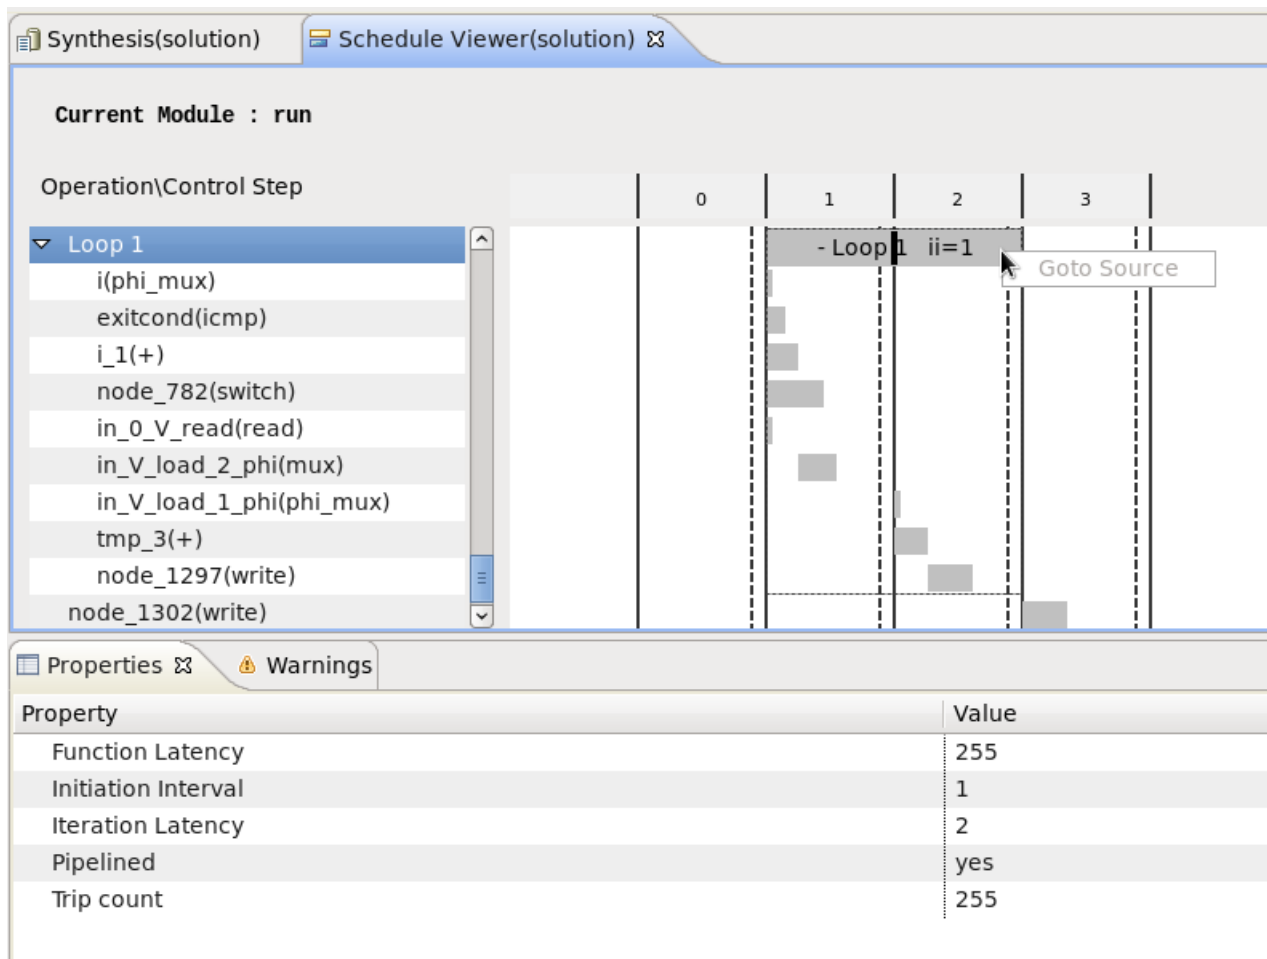 Synthesis(solution) Schedule Viewer(solution)
Current Module : run
Operation\Control Step 0 1 2 3
Loop 1 - Loop 1 ii=1
Goto Source
i(phi_mux)
exitcond(icmp)
i_1(+)
node_782(switch)
in_0_V_read(read)
in_V_load_2_phi(mux)
in_V_load_1_phi(phi_mux)
tmp_3(+)
node_1297(write)
node_1302(write)
Properties Warnings
Property Value
Function Latency 255
Initiation Interval 1
Iteration Latency 2
Pipelined yes
Trip count 255